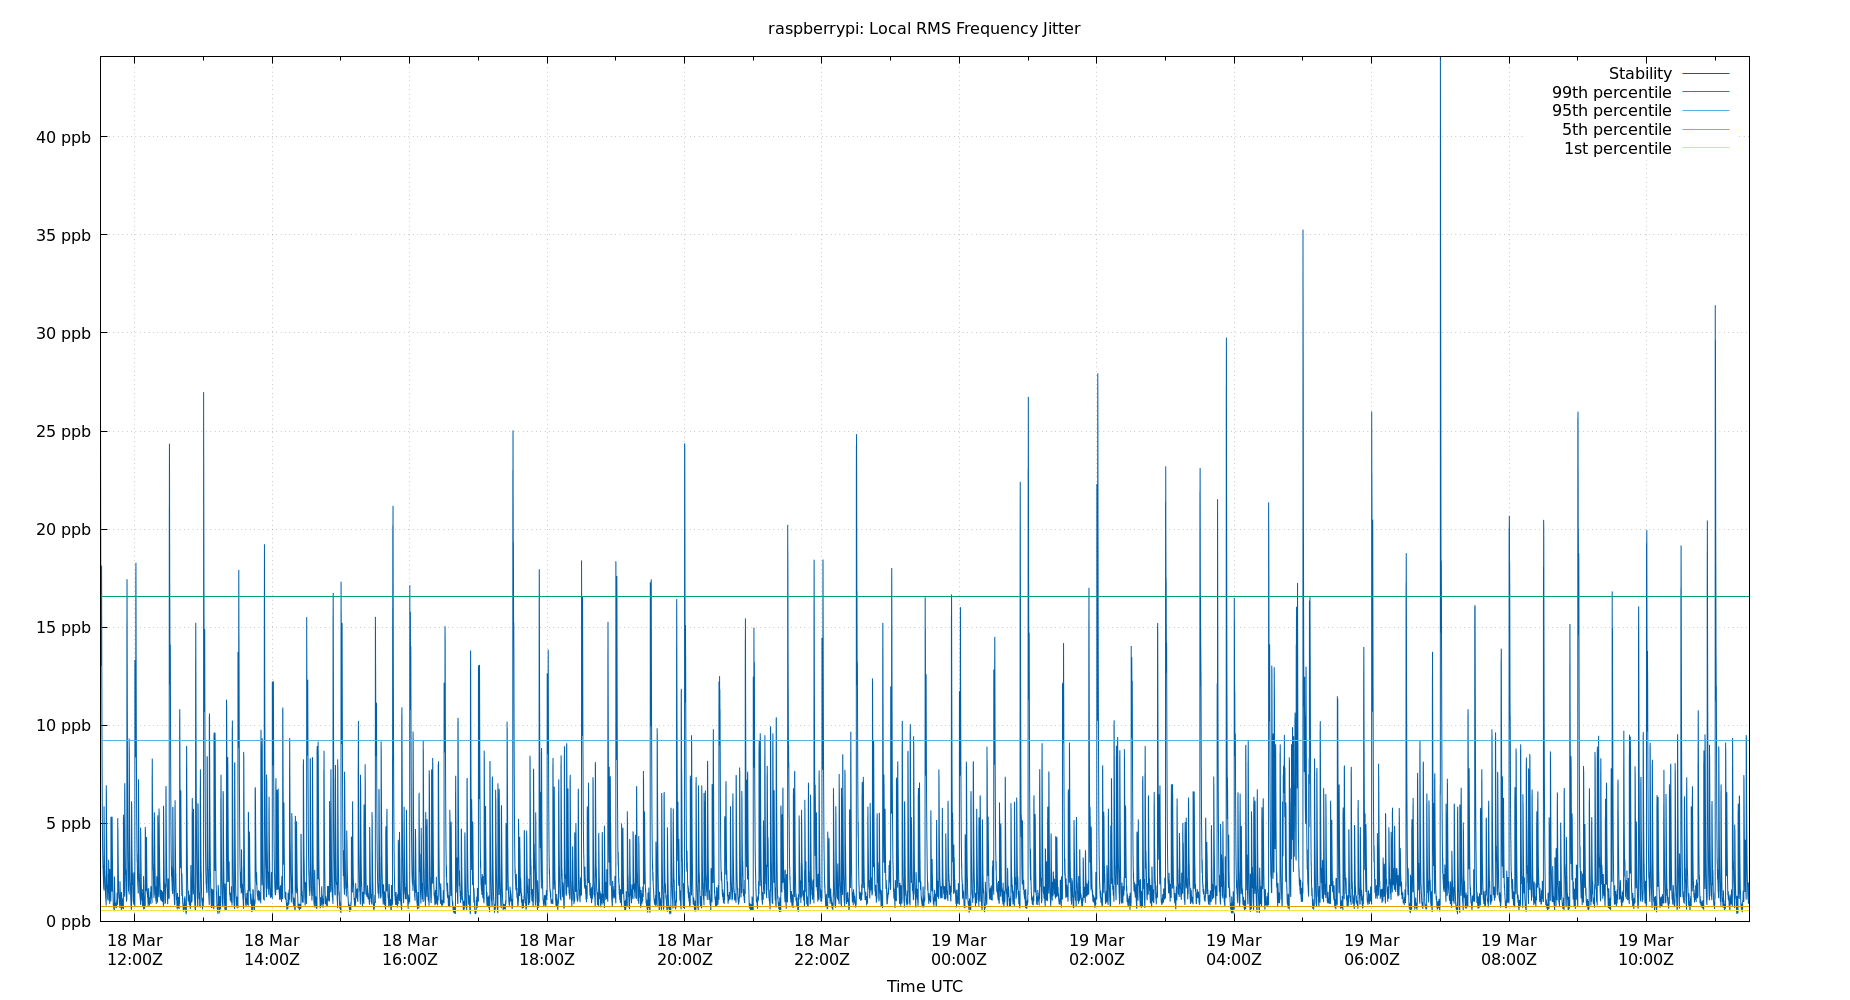 raspberrypi: Local RMS Frequency Jitter
Stability
99th percentile
95th percentile
5th percentile
1st percentile
40 ppb
35 ppb
30 ppb
25 ppb
20 ppb
15 ppb
10 ppb
5 ppb
0 ppb
18 Mar 18 Mar 18 Mar 18 Mar 18 Mar 18 Mar 19 Mar 19 Mar 19 Mar 19 Mar 19 Mar 19 Mar
12:00Z 14:00Z 16:00Z 18:00Z 20:00Z 22:00Z 00:00Z 02:00Z 04:00Z 06:00Z 08:00Z 10:00Z
Time UTC